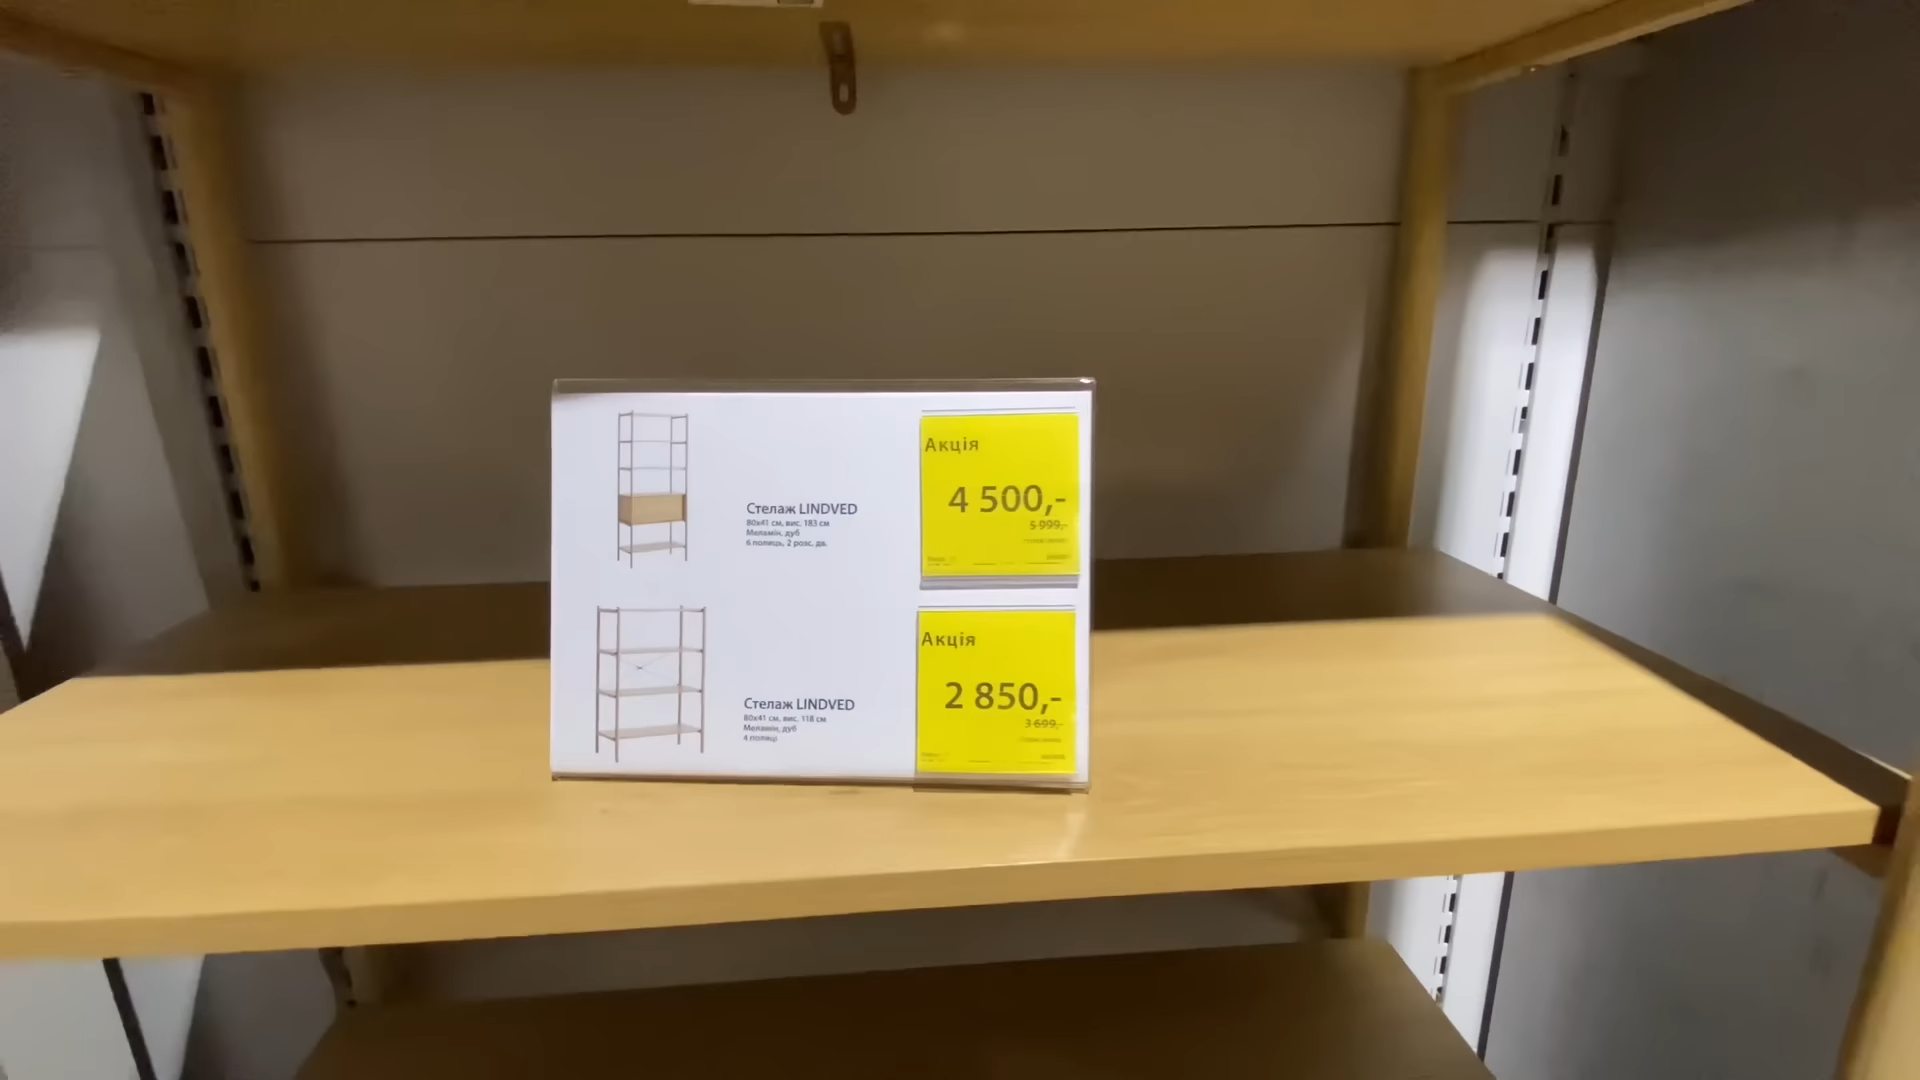 Стелаж LINDVED
80x41 см, вис. 183 см
Меламін, дуб
6 полиць, 2 розс. дв.
Акція
4 500,-
5 999,-
Стелаж LINDVED
80x41 см, вис. 118 см
Меламін, дуб
4 полиці
Акція
2 850,-
3 699,-